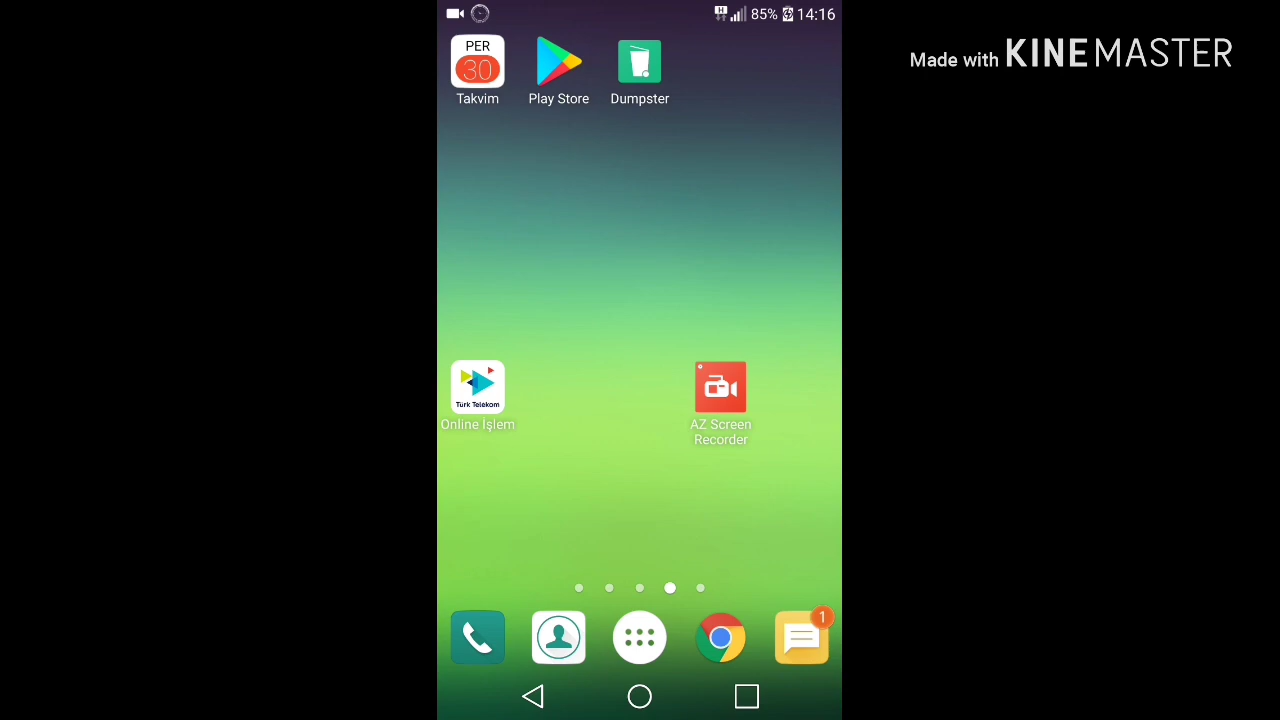 85% 14:16
Made with KINEMASTER
PER
30
Takvim
Play Store
Dumpster
Türk Telekom
Online İşlem
AZ Screen
Recorder
1